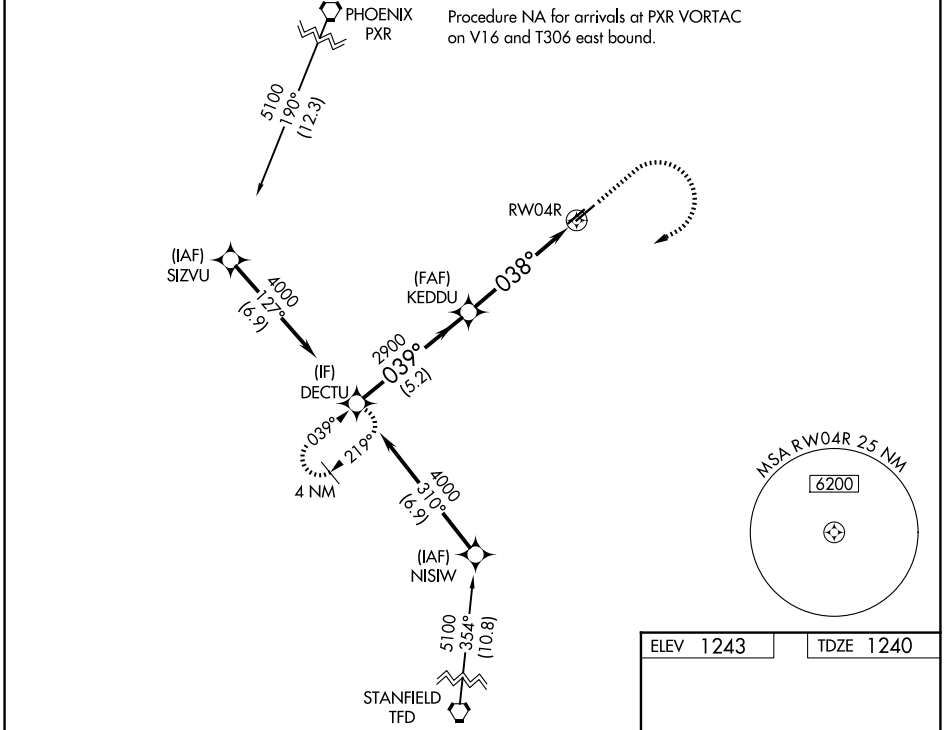 PHOENIX
PXR
Procedure NA for arrivals at PXR VORTAC
on V16 and T306 east bound.
5100
190°
(12.3)
RW04R
(IAF)
SIZVU
4000
127°
(6.9)
(FAF)
KEDDU
038°
2900
039°
(5.2)
(IF)
DECTU
039°
219°
4 NM
4000
310°
(6.9)
(IAF)
NISIW
5100
354°
(10.8)
STANFIELD
TFD
MSA RW04R 25 NM
6200
ELEV 1243
TDZE 1240